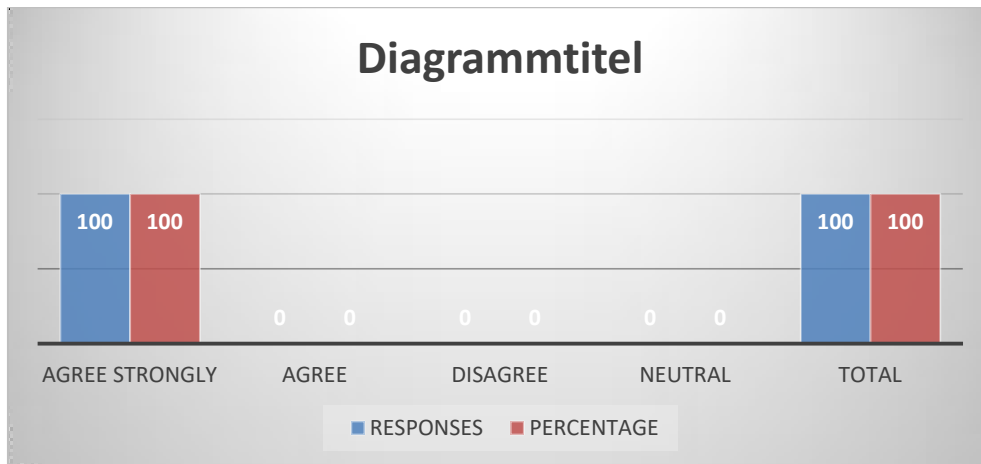 Diagrammtitel
100 100 100 100
0 0 0 0 0 0
AGREE STRONGLY AGREE DISAGREE NEUTRAL TOTAL
RESPONSES PERCENTAGE